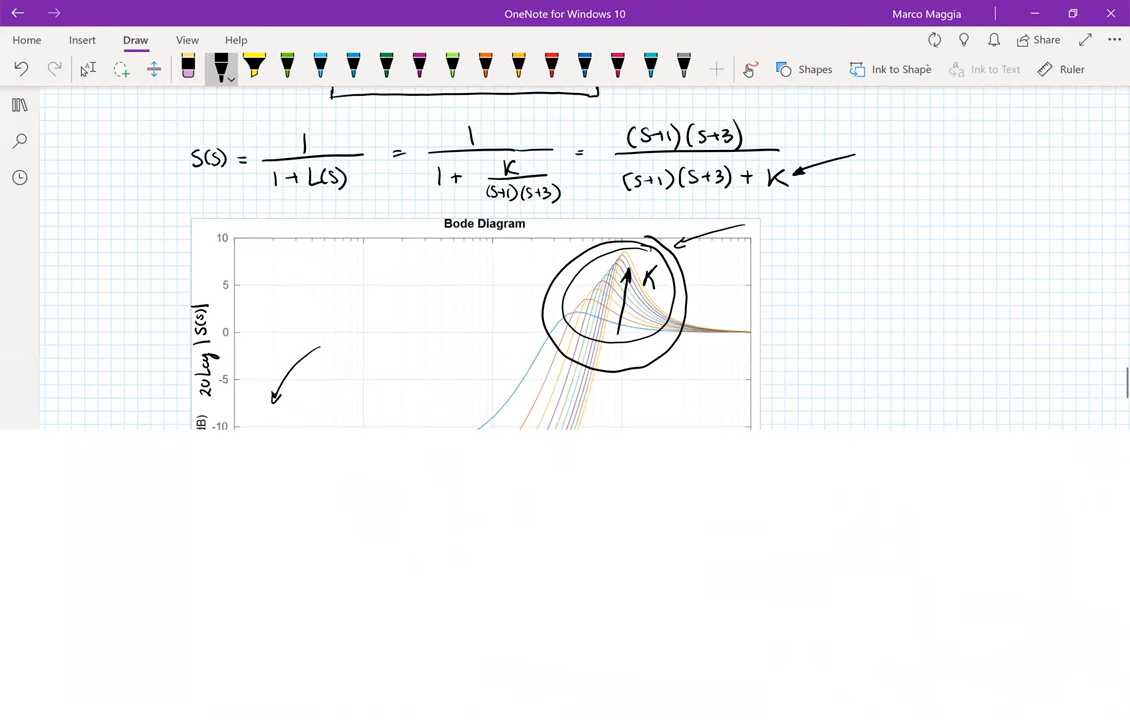 OneNote for Windows 10
Marco Maggia
Home Insert Draw View Help
Share
Shapes Ink to Shape Ink to Text Ruler
S(s) = 1 / 1 + L(s) = 1 / 1 + K / (s+1)(s+3) = (s+1)(s+3) / (s+1)(s+3) + K
Bode Diagram
10
5
0
-5
-10
K
20 Log |S(s)|
dB)